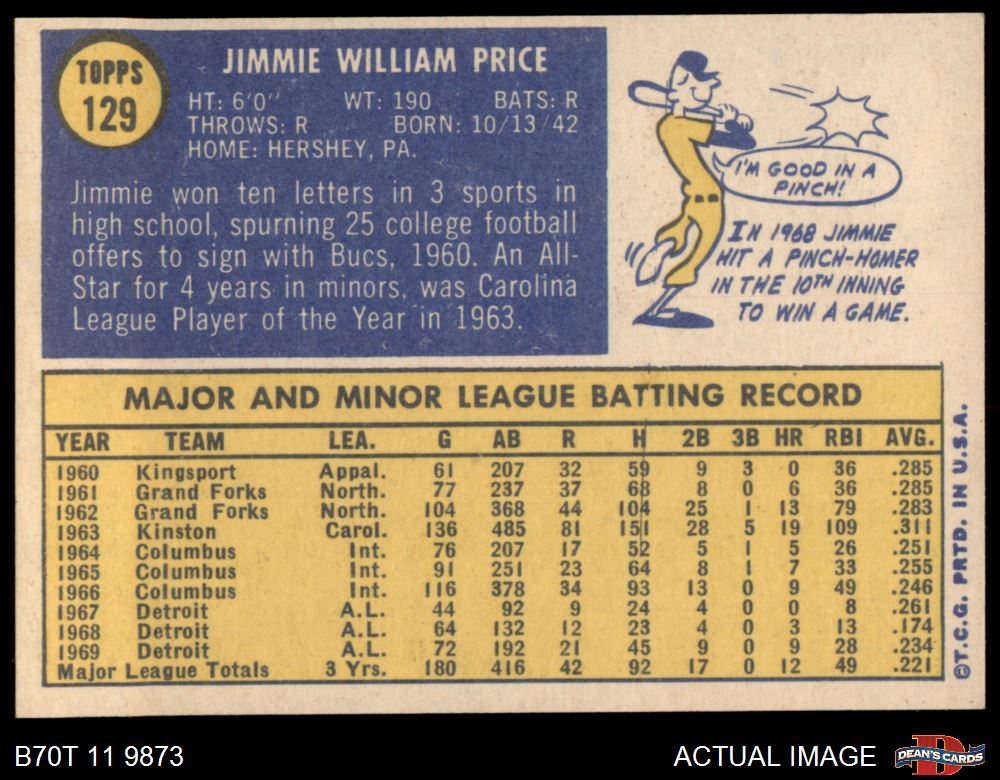 TOPPS
129
JIMMIE WILLIAM PRICE
HT: 6'0" WT: 190 BATS: R
THROWS: R BORN: 10/13/42
HOME: HERSHEY, PA.
Jimmie won ten letters in 3 sports in
high school, spurning 25 college football
offers to sign with Bucs, 1960. An All-
Star for 4 years in minors, was Carolina
League Player of the Year in 1963.
I'M GOOD IN A
PINCH!
IN 1968 JIMMIE
HIT A PINCH-HOMER
IN THE 10TH INNING
TO WIN A GAME.
MAJOR AND MINOR LEAGUE BATTING RECORD
YEAR TEAM LEA. G AB R H 2B 3B HR RBI AVG.
1960 Kingsport Appal. 61 207 32 59 9 3 0 36 .285
1961 Grand Forks North. 77 237 37 68 8 0 6 36 .285
1962 Grand Forks North. 104 368 44 104 25 1 13 79 .283
1963 Kinston Carol. 136 485 81 151 28 5 19 109 .311
1964 Columbus Int. 76 207 17 52 5 1 5 26 .251
1965 Columbus Int. 91 251 23 64 8 1 7 33 .255
1966 Columbus Int. 116 378 34 93 13 0 9 49 .246
1967 Detroit A.L. 44 92 9 24 4 0 0 8 .261
1968 Detroit A.L. 64 132 12 23 4 0 3 13 .174
1969 Detroit A.L. 72 192 21 45 9 0 9 28 .234
Major League Totals 3 Yrs. 180 416 42 92 17 0 12 49 .221
©T.C.G. PRTD. IN U.S.A.
B70T 11 9873
ACTUAL IMAGE
D
DEAN'S CARDS